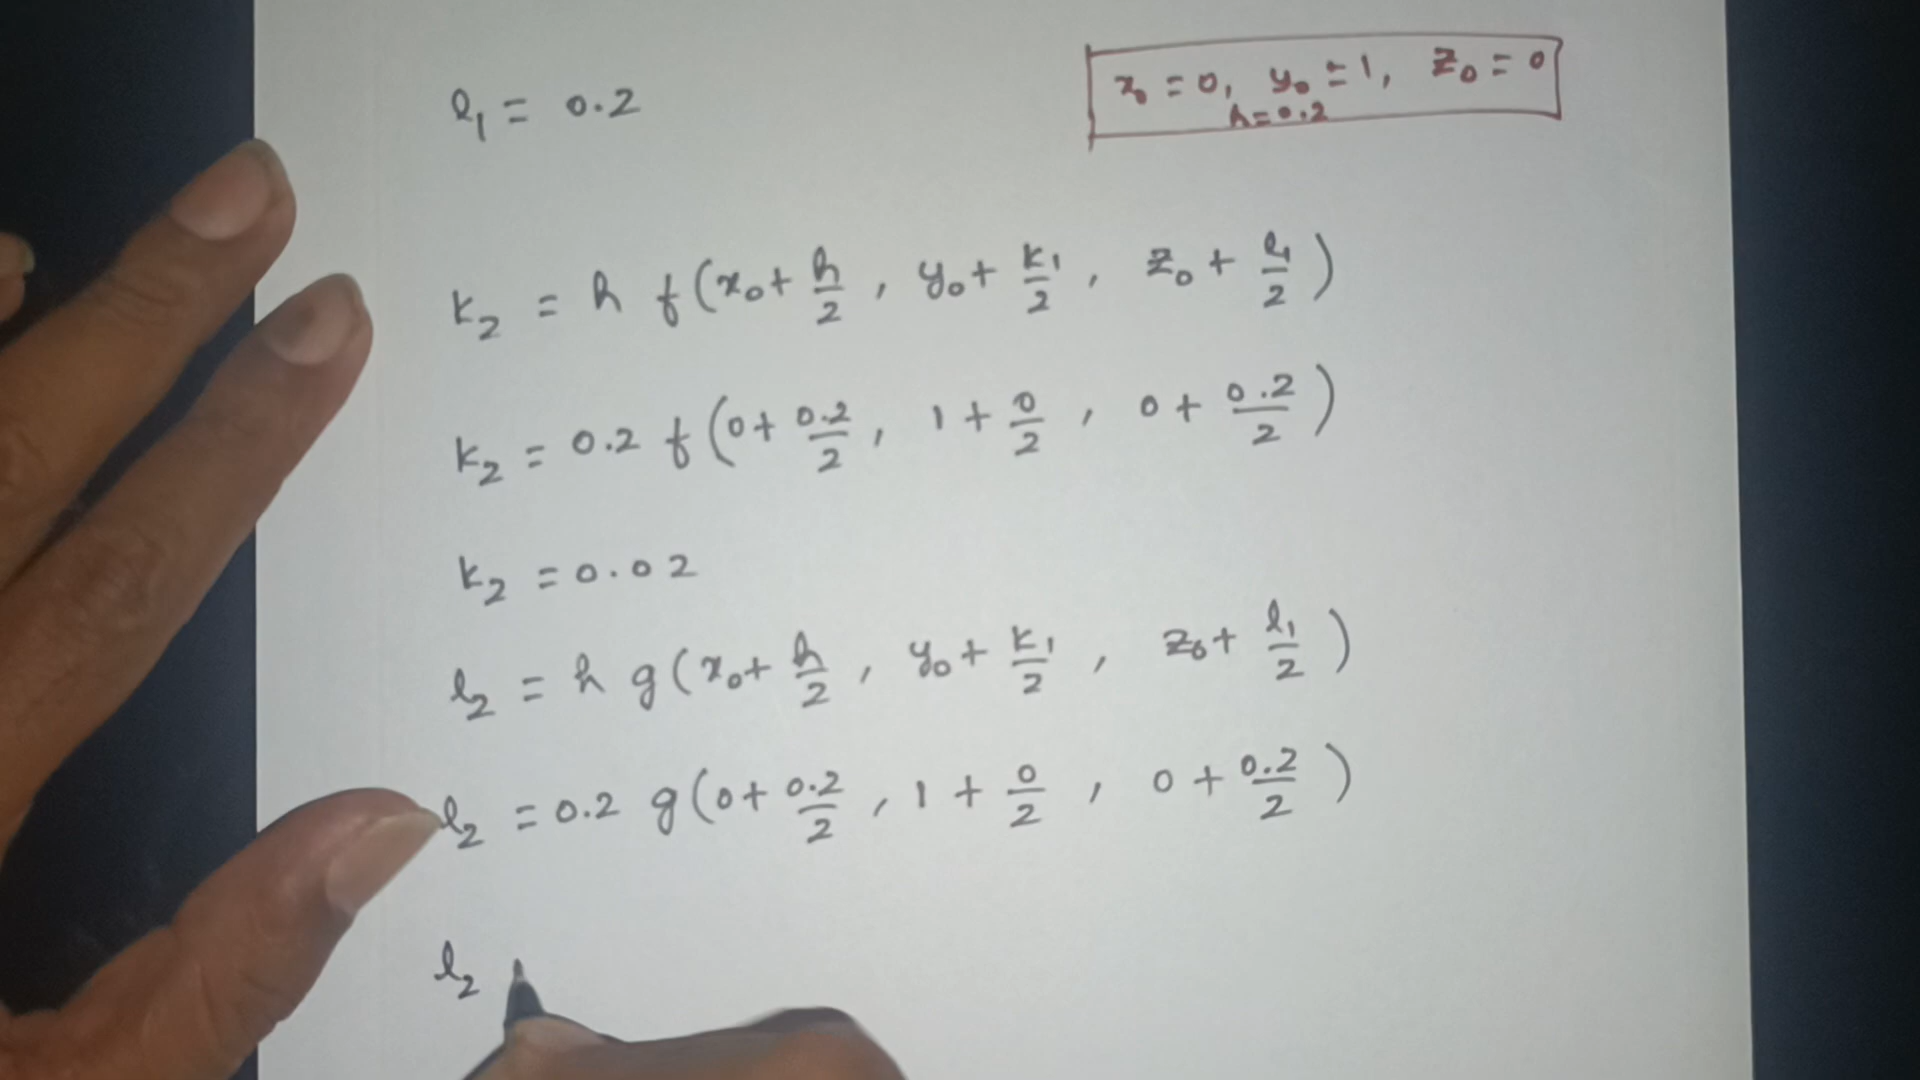 l₁ = 0.2
x₀ = 0, y₀ = 1, z₀ = 0
h = 0.2
k₂ = h f(x₀ + h/2, y₀ + k₁/2, z₀ + l₁/2)
k₂ = 0.2 f(0 + 0.2/2, 1 + 0/2, 0 + 0.2/2)
k₂ = 0.02
l₂ = h g(x₀ + h/2, y₀ + k₁/2, z₀ + l₁/2)
l₂ = 0.2 g(0 + 0.2/2, 1 + 0/2, 0 + 0.2/2)
l₂